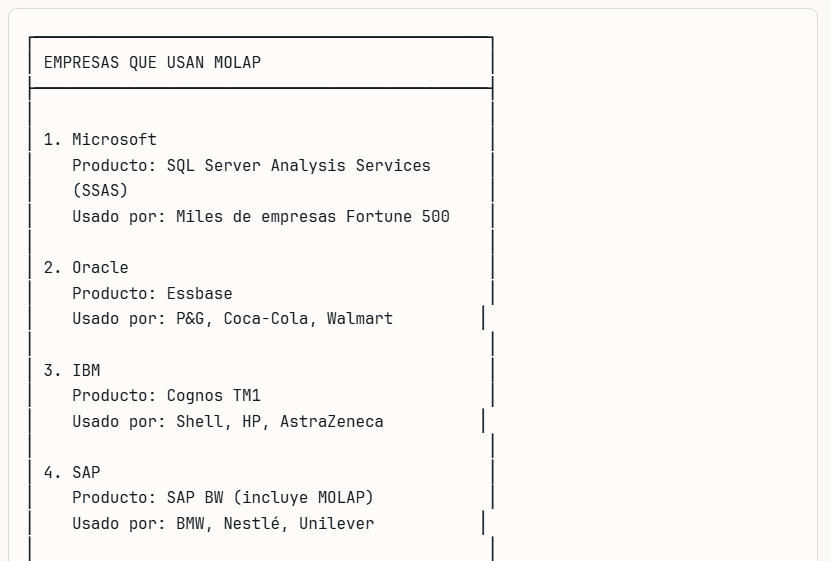 EMPRESAS QUE USAN MOLAP
1. Microsoft
Producto: SQL Server Analysis Services
(SSAS)
Usado por: Miles de empresas Fortune 500
2. Oracle
Producto: Essbase
Usado por: P&G, Coca-Cola, Walmart
3. IBM
Producto: Cognos TM1
Usado por: Shell, HP, AstraZeneca
4. SAP
Producto: SAP BW (incluye MOLAP)
Usado por: BMW, Nestlé, Unilever